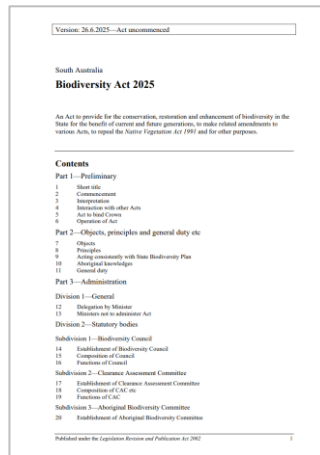 Version: 26.6.2025—Act uncommenced
South Australia
Biodiversity Act 2025
An Act to provide for the conservation, restoration and enhancement of biodiversity in the
State for the benefit of current and future generations, to make related amendments to
various Acts, to repeal the Native Vegetation Act 1991 and for other purposes.
Contents
Part 1—Preliminary
1 Short title
2 Commencement
3 Interpretation
4 Interaction with other Acts
5 Act to bind Crown
6 Operation of Act
Part 2—Objects, principles and general duty etc
7 Objects
8 Principles
9 Acting consistently with State Biodiversity Plan
10 Aboriginal knowledges
11 General duty
Part 3—Administration
Division 1—General
12 Delegation by Minister
13 Ministers not to administer Act
Division 2—Statutory bodies
Subdivision 1—Biodiversity Council
14 Establishment of Biodiversity Council
15 Composition of Council
16 Functions of Council
Subdivision 2—Clearance Assessment Committee
17 Establishment of Clearance Assessment Committee
18 Composition of CAC etc
19 Functions of CAC
Subdivision 3—Aboriginal Biodiversity Committee
20 Establishment of Aboriginal Biodiversity Committee
Published under the Legislation Revision and Publication Act 2002 1